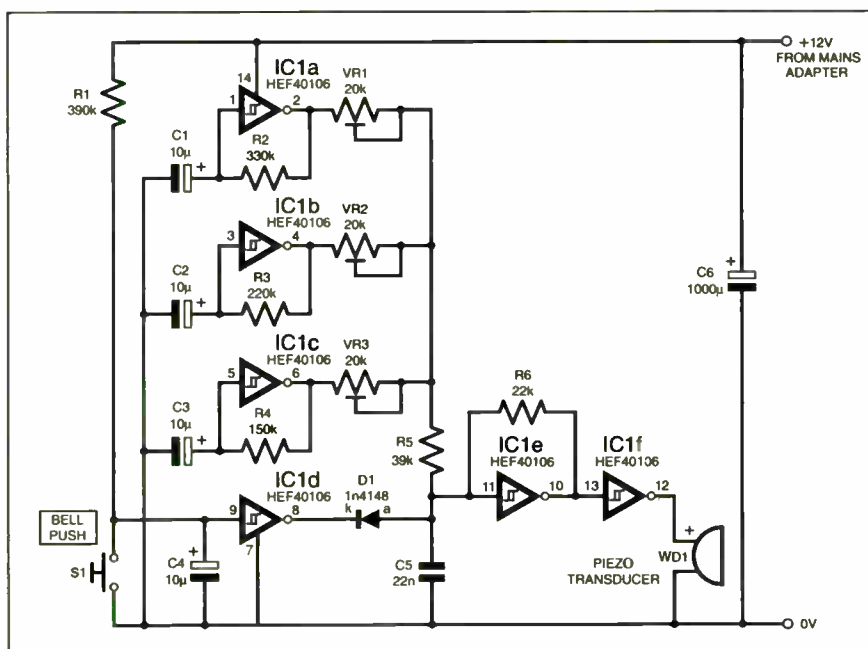 +12V
FROM MAINS
ADAPTER
R1
390k
IC1a
HEF40106
14
1
2
VR1
20k
C1
10µ
+
R2
330k
IC1b
HEF40106
3
4
VR2
20k
C2
10µ
+
R3
220k
IC1c
HEF40106
5
6
VR3
20k
C3
10µ
+
R4
150k
C6
1000µ
+
R5
39k
R6
22k
IC1e
HEF40106
11
10
IC1f
HEF40106
13
12
IC1d
HEF40106
9
8
7
D1
1n4148
k
a
BELL
PUSH
S1
C4
10µ
+
C5
22n
PIEZO
TRANSDUCER
WD1
+
0V